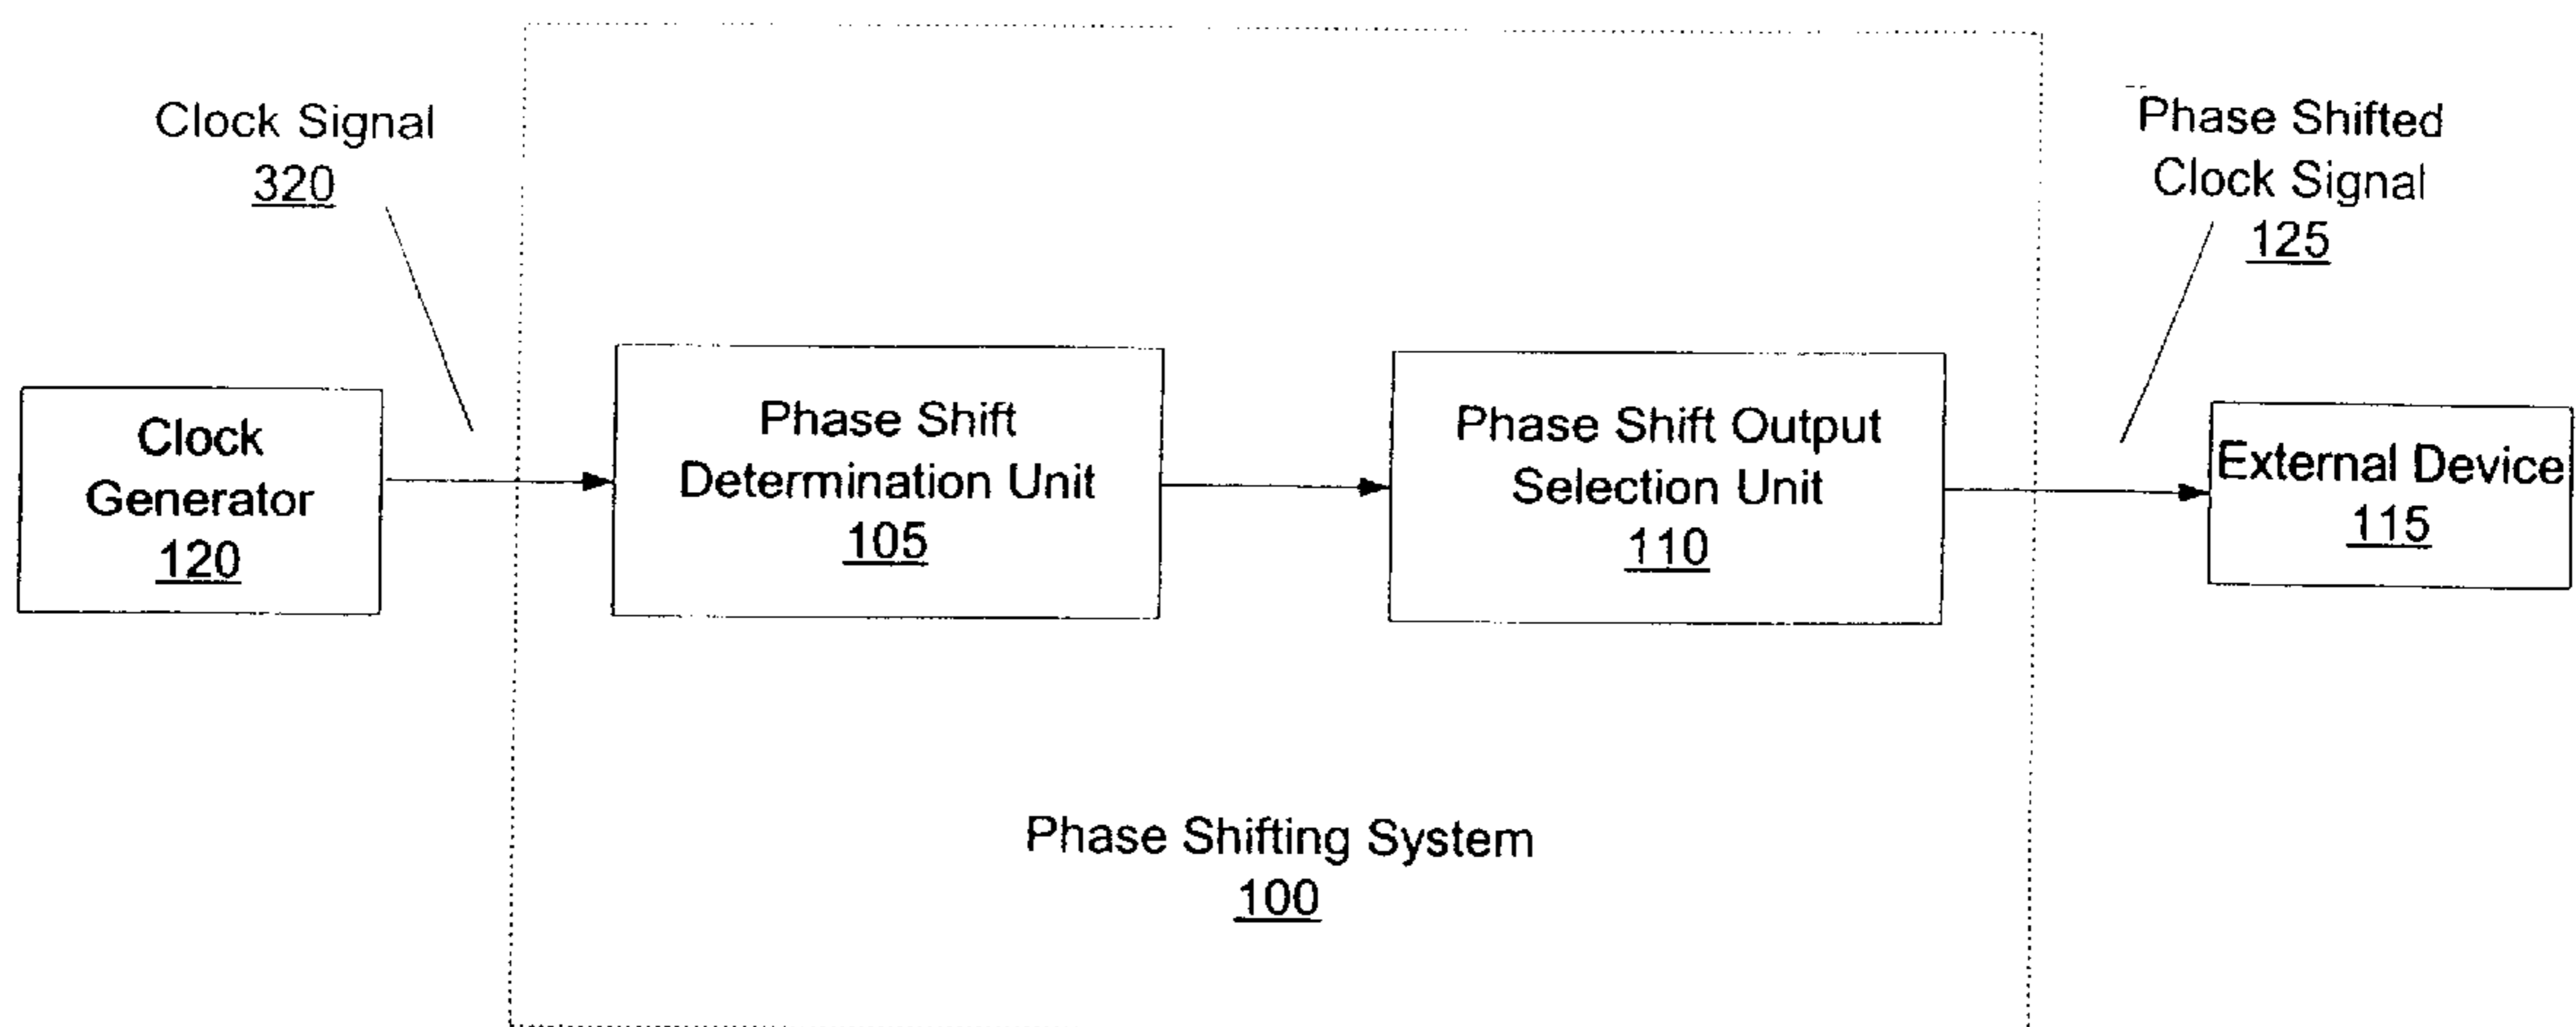 Clock Signal
320
Phase Shifted
Clock Signal
125
Clock
Generator
120
Phase Shift
Determination Unit
105
Phase Shift Output
Selection Unit
110
External Device
115
Phase Shifting System
100